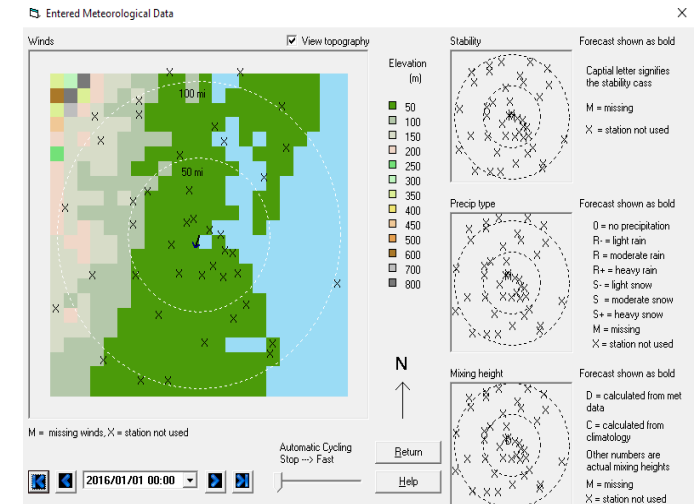 Entered Meteorological Data
Winds
View topography
100 mi
50 mi
M = missing winds, X = station not used
Elevation
(m)
50
100
150
200
250
300
350
400
450
500
600
700
800
N
Automatic Cycling
Stop --> Fast
2016/01/01 00:00
Return
Help
Stability
Forecast shown as bold
Captial letter signifies
the stability cass
M = missing
X = station not used
Precip type
Forecast shown as bold
0 = no precipitation
R- = light rain
R = moderate rain
R+ = heavy rain
S- = light snow
S = moderate snow
S+ = heavy snow
M = missing
X = station not used
Mixing height
Forecast shown as bold
D = calculated from met
data
C = calculated from
climatology
Other numbers are
actual mixing heights
M = missing
X = station not used